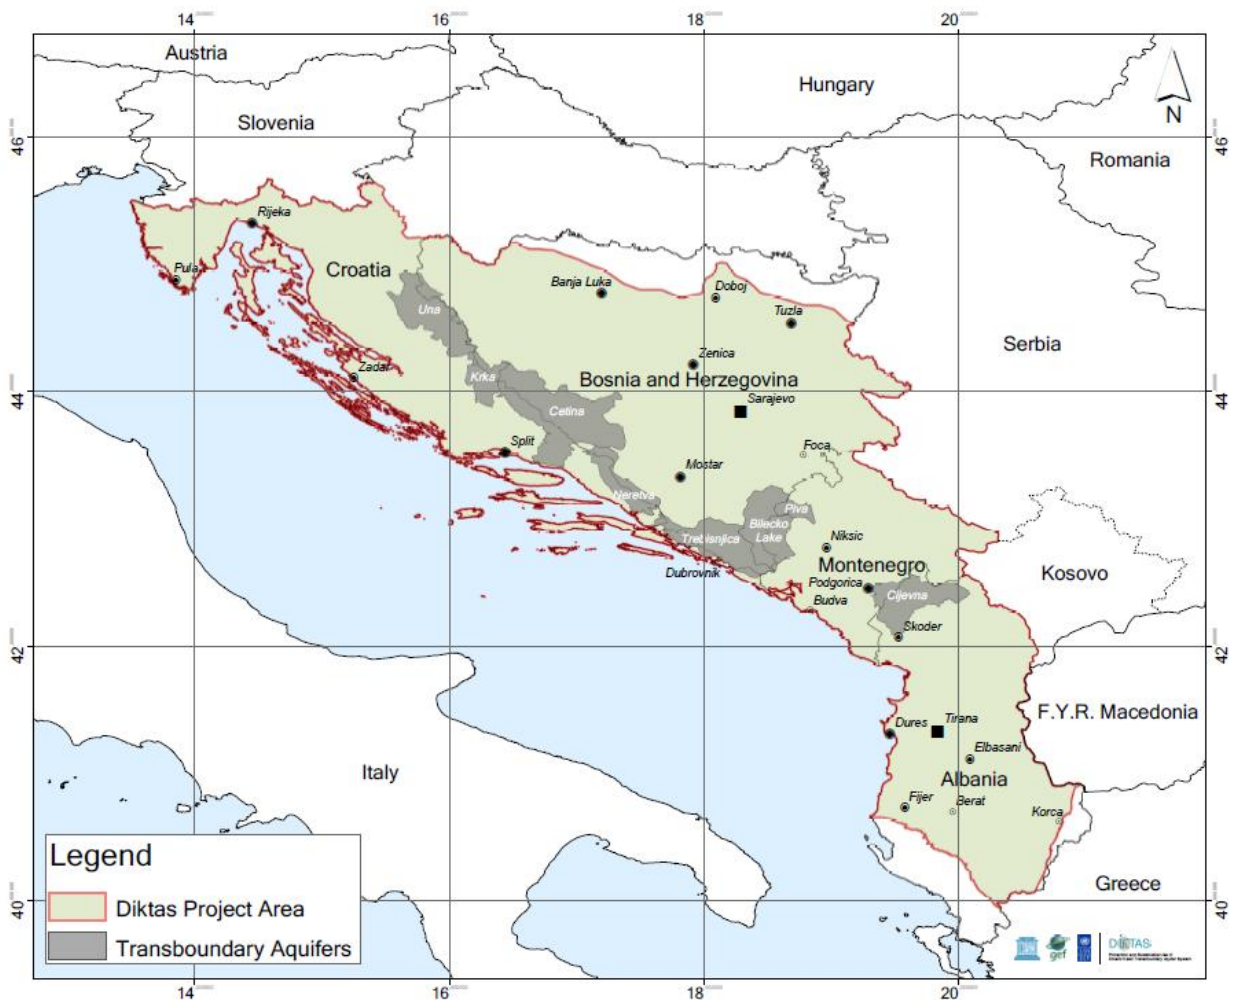 14
16
18
20
Austria
Hungary
Slovenia
N
46
46
Romania
Rijeka
Croatia
Pula
Banja Luka
Doboj
Una
Tuzla
Serbia
Zenica
Zadar
Krka
Bosnia and Herzegovina
44
44
Sarajevo
Cetina
Split
Foca
Mostar
Neretva
Piva
Bilecko
Lake
Trebisnjica
Niksic
Montenegro
Kosovo
Dubrovnik
Podgorica
Cijevna
Budva
Skoder
42
42
F.Y.R. Macedonia
Dures
Tirana
Elbasani
Italy
Albania
Fijer
Berat
Korca
Legend
Greece
40
40
Diktas Project Area
Transboundary Aquifers
gef
DIKTAS
14
16
18
20